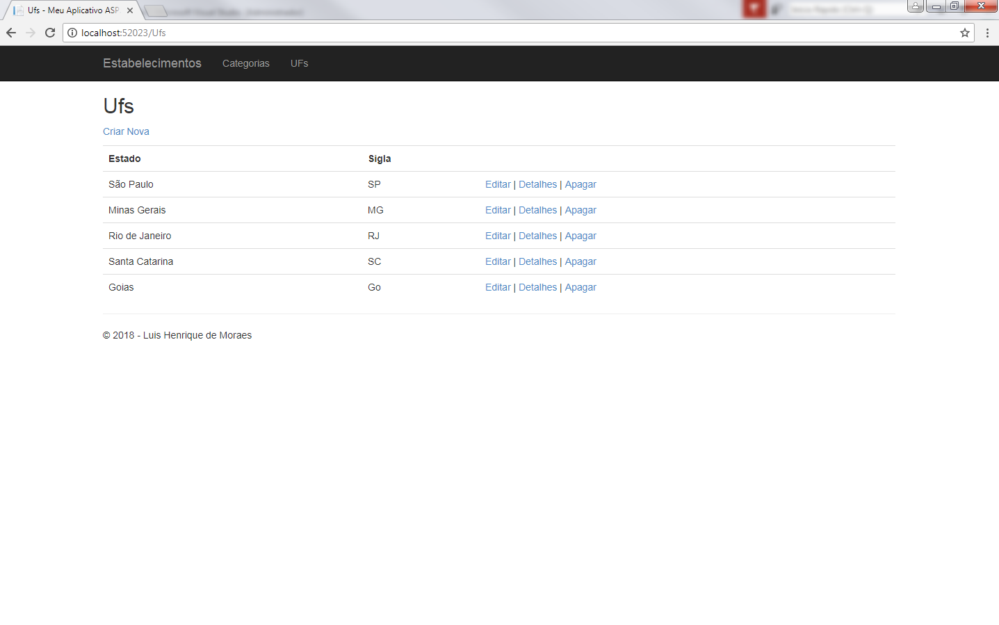 Ufs - Meu Aplicativo ASP.
localhost:52023/Ufs
Estabelecimentos Categorias UFs
Ufs
Criar Nova
Estado Sigla
São Paulo SP Editar | Detalhes | Apagar
Minas Gerais MG Editar | Detalhes | Apagar
Rio de Janeiro RJ Editar | Detalhes | Apagar
Santa Catarina SC Editar | Detalhes | Apagar
Goias Go Editar | Detalhes | Apagar
© 2018 - Luis Henrique de Moraes